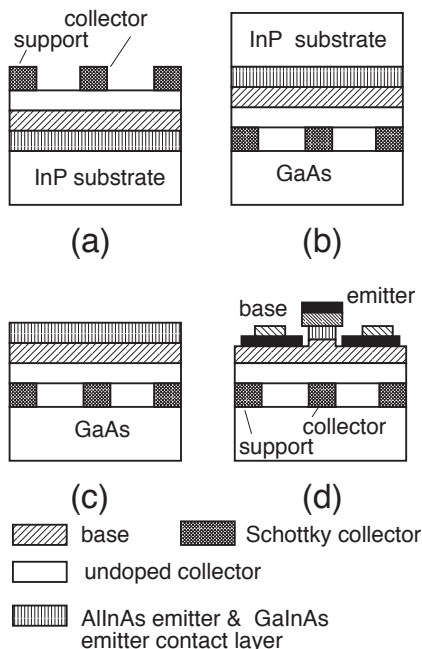 support
collector
InP substrate
(a)
InP substrate
GaAs
(b)
GaAs
(c)
base
emitter
collector
support
(d)
base
Schottky collector
undoped collector
AlInAs emitter & GaInAs
emitter contact layer